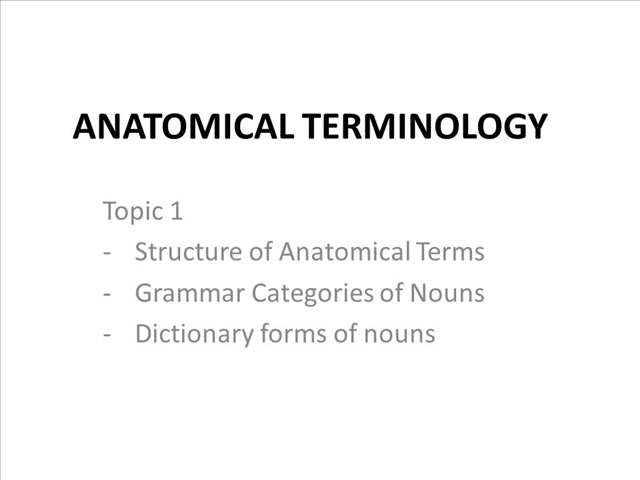 ANATOMICAL TERMINOLOGY
Topic 1
- Structure of Anatomical Terms
- Grammar Categories of Nouns
- Dictionary forms of nouns